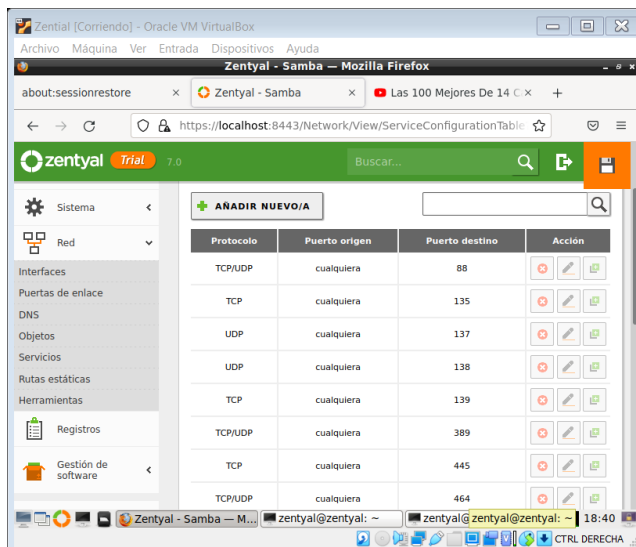 Zential [Corriendo] - Oracle VM VirtualBox
Archivo Máquina Ver Entrada Dispositivos Ayuda
Zentyal - Samba — Mozilla Firefox
about:sessionrestore × Zentyal - Samba × Las 100 Mejores De 14 C × +
https://localhost:8443/Network/View/ServiceConfigurationTable
zentyal Trial 7.0 Buscar...
Sistema
Red
Interfaces
Puertas de enlace
DNS
Objetos
Servicios
Rutas estáticas
Herramientas
Registros
Gestión de
software
+ AÑADIR NUEVO/A
Protocolo Puerto origen Puerto destino Acción
TCP/UDP cualquiera 88
TCP cualquiera 135
UDP cualquiera 137
UDP cualquiera 138
TCP cualquiera 139
TCP/UDP cualquiera 389
TCP cualquiera 445
TCP/UDP cualquiera 464
Zentyal - Samba — M... zentyal@zentyal: ~ zentyal@ zentyal@zentyal: ~ 18:40
CTRL DERECHA